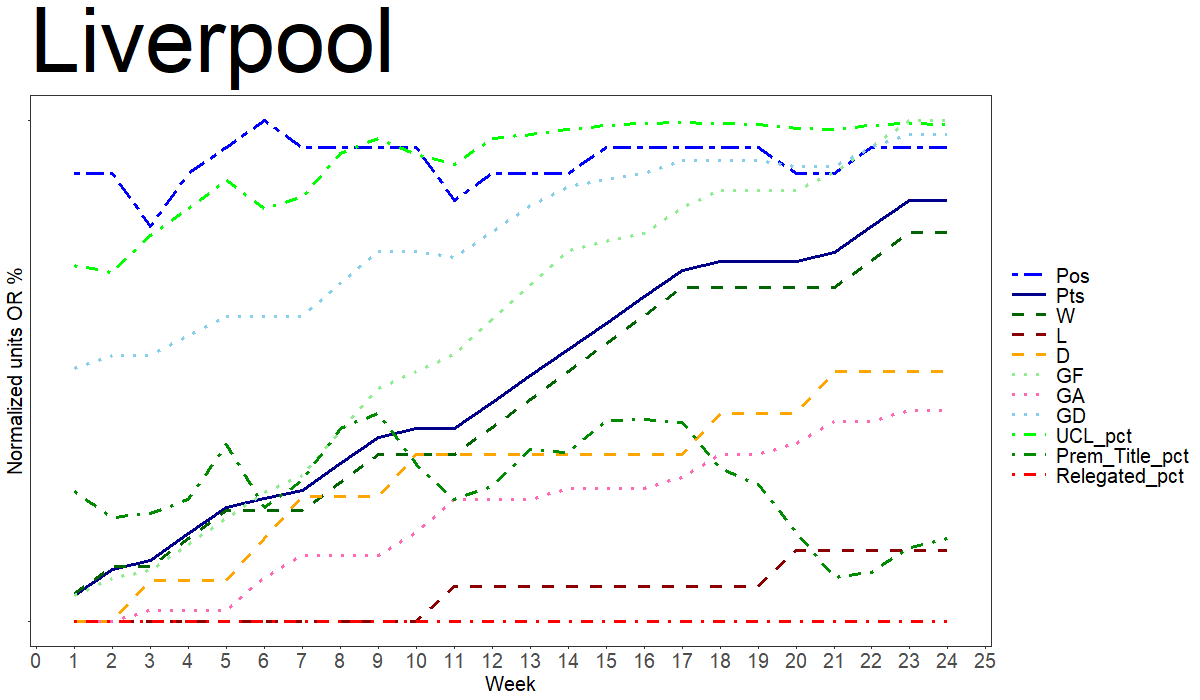 Liverpool
Normalized units OR %
0 1 2 3 4 5 6 7 8 9 10 11 12 13 14 15 16 17 18 19 20 21 22 23 24 25
Week
Pos
Pts
W
L
D
GF
GA
GD
UCL_pct
Prem_Title_pct
Relegated_pct